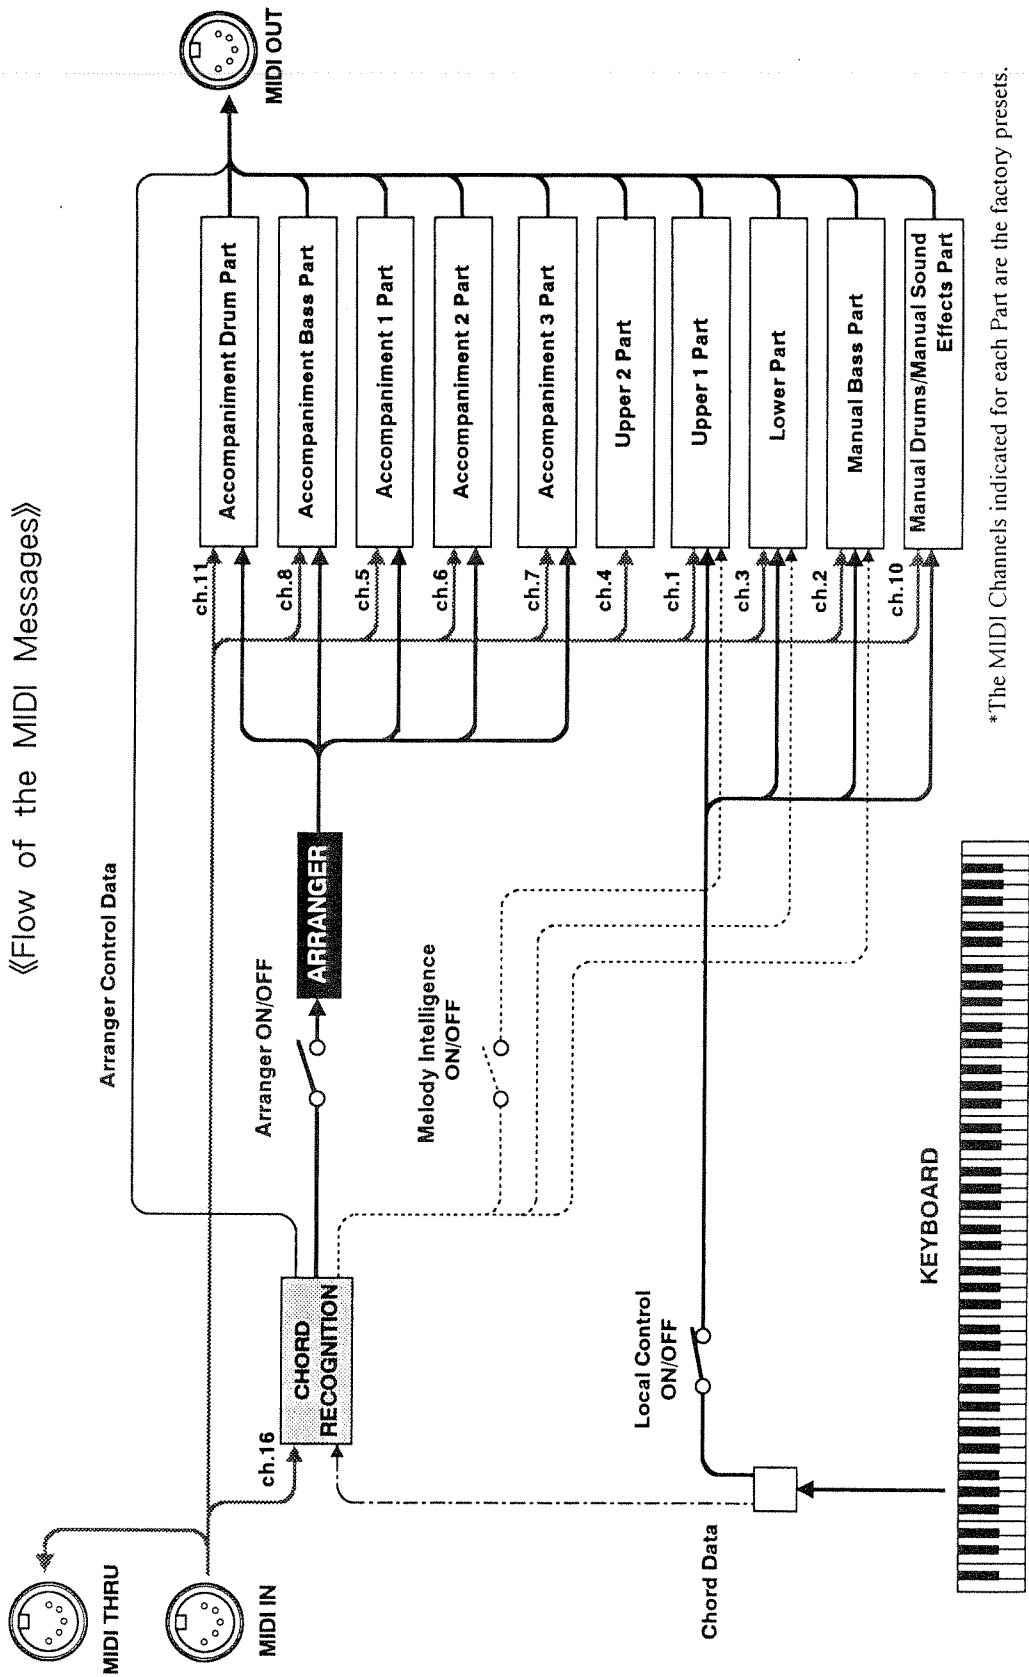 《Flow of the MIDI Messages》
MIDI THRU
MIDI IN
MIDI OUT
Arranger Control Data
ch.16
CHORD
RECOGNITION
Arranger ON/OFF
ARRANGER
Melody Intelligence
ON/OFF
Local Control
ON/OFF
Chord Data
KEYBOARD
ch.11
Accompaniment Drum Part
ch.8
Accompaniment Bass Part
ch.5
Accompaniment 1 Part
ch.6
Accompaniment 2 Part
ch.7
Accompaniment 3 Part
ch.4
Upper 2 Part
ch.1
Upper 1 Part
ch.3
Lower Part
ch.2
Manual Bass Part
ch.10
Manual Drums/Manual Sound
Effects Part
*The MIDI Channels indicated for each Part are the factory presets.